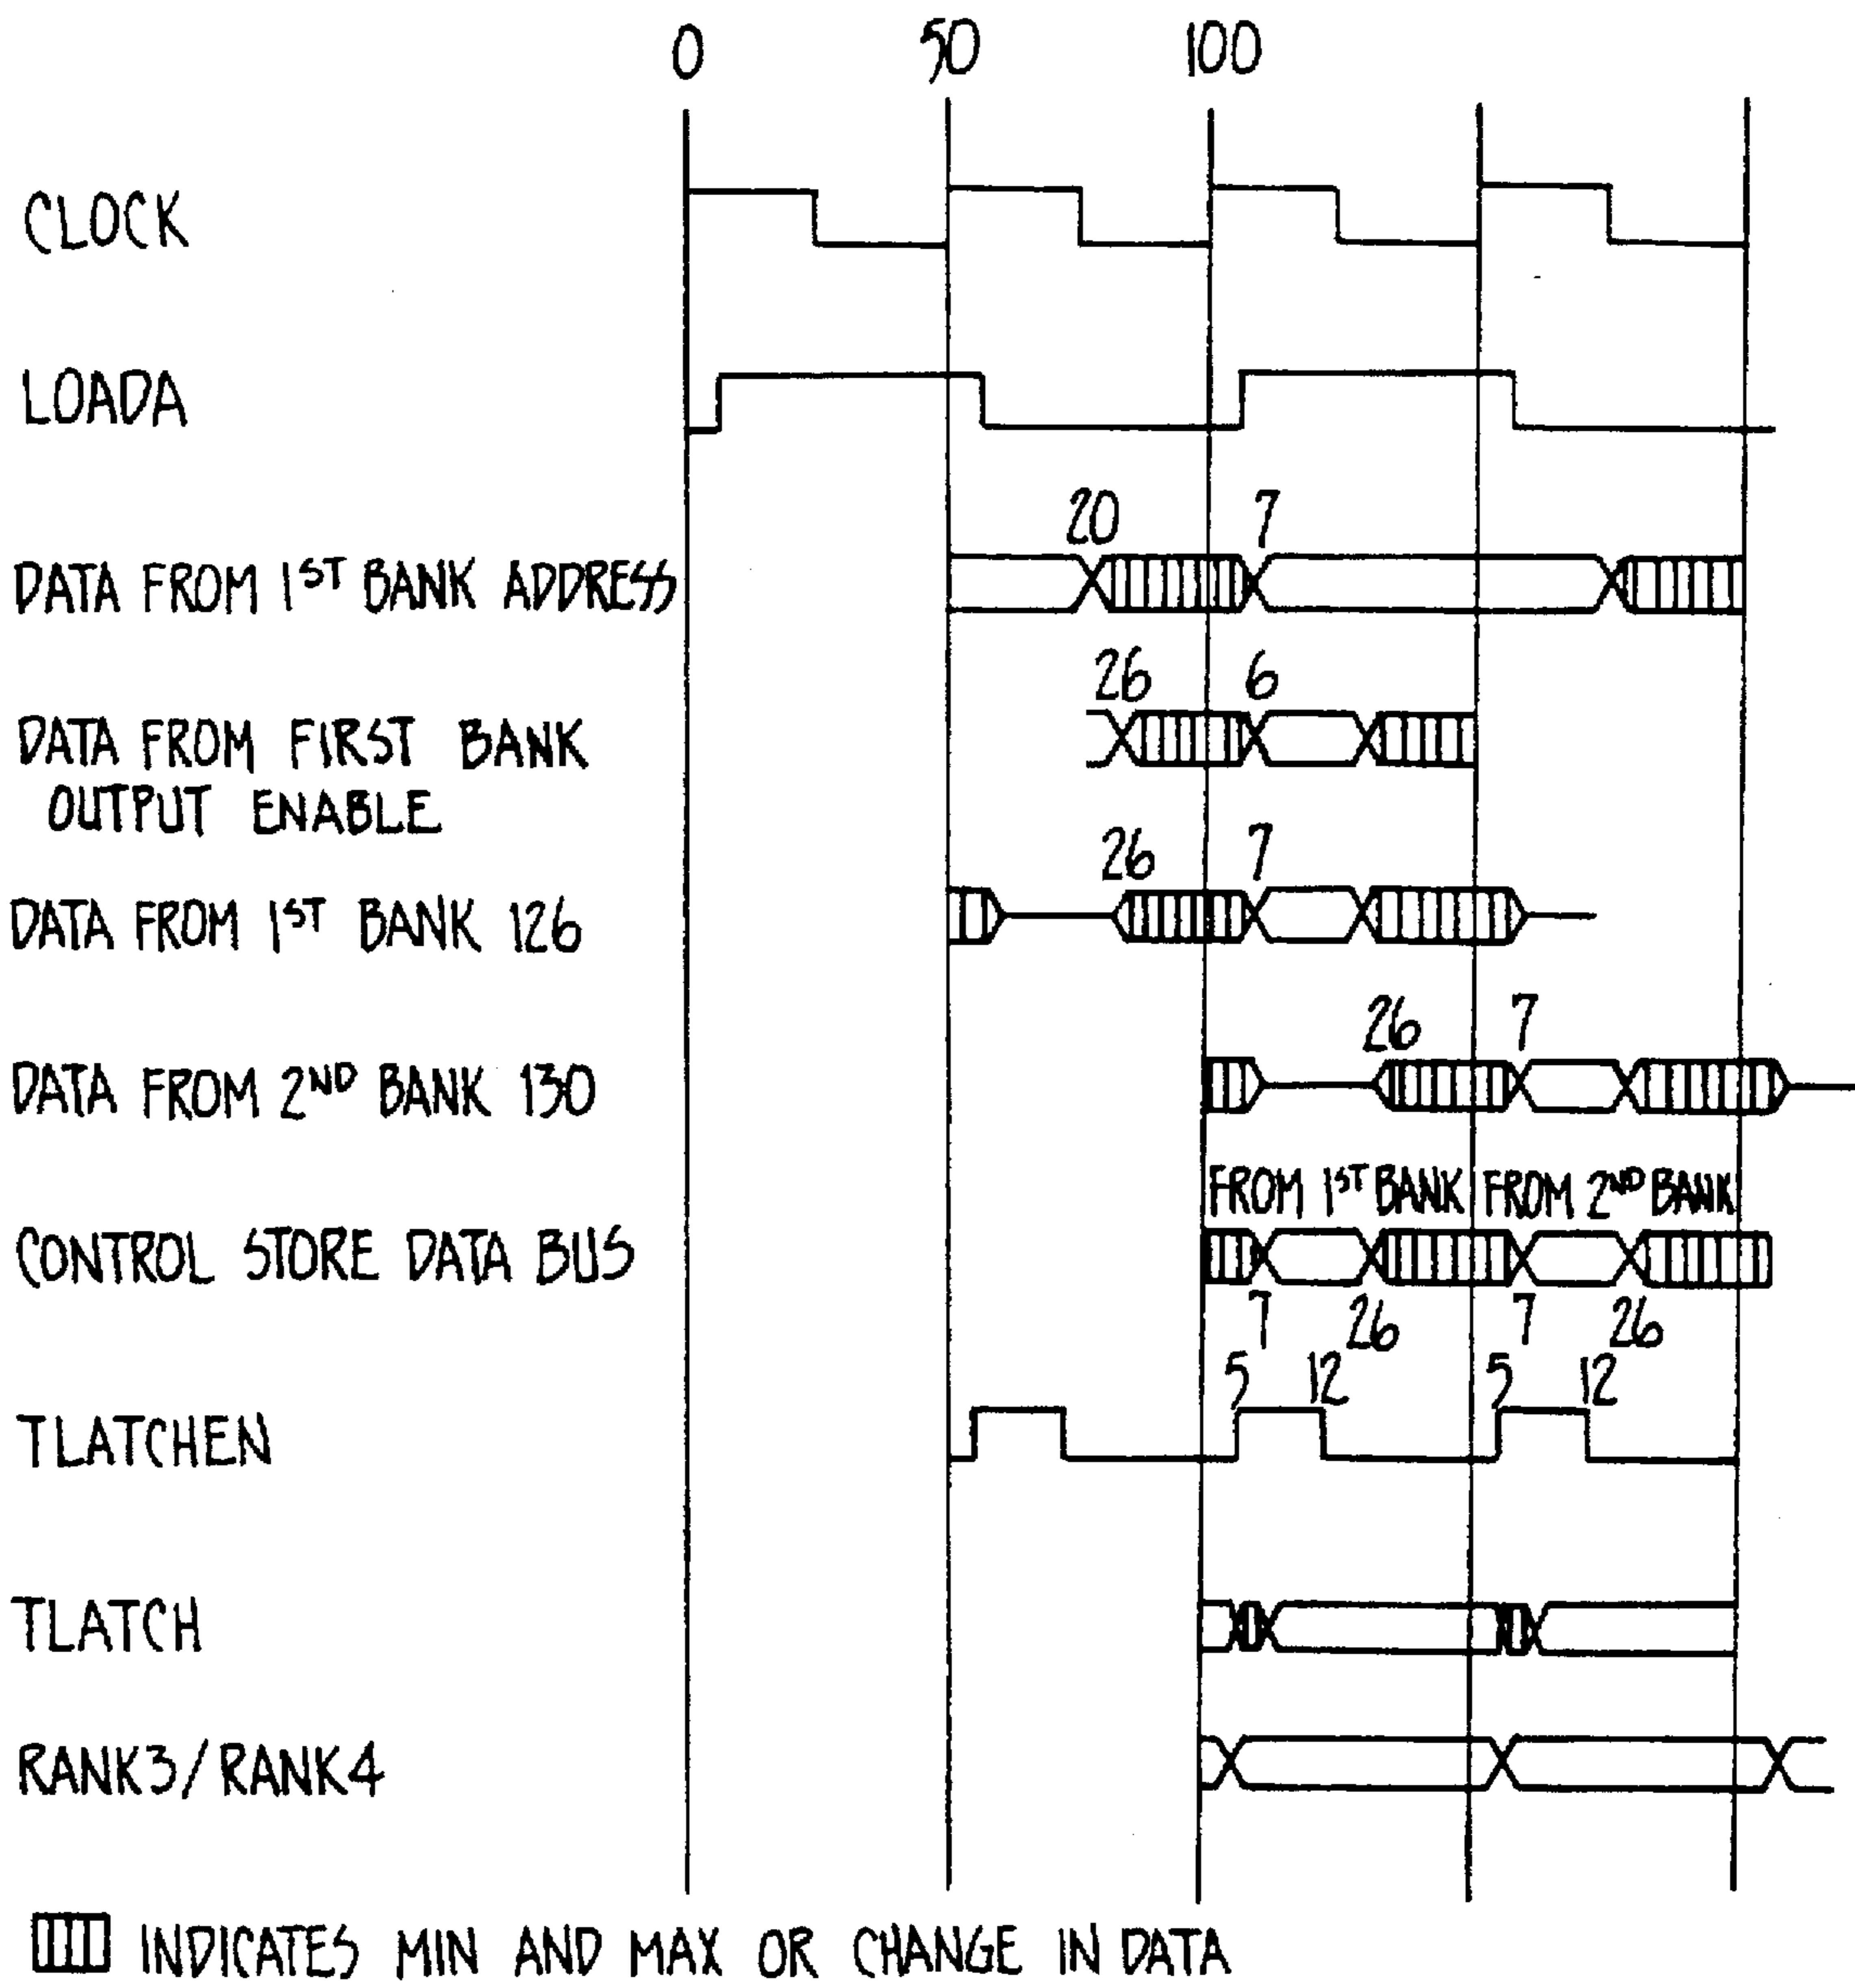 0 50 100
CLOCK
LOADA
20 7
DATA FROM 1ST BANK ADDRESS
26 6
DATA FROM FIRST BANK
OUTPUT ENABLE
26 7
DATA FROM 1ST BANK 126
26 7
DATA FROM 2ND BANK 130
FROM 1ST BANK FROM 2ND BANK
CONTROL STORE DATA BUS
7 26 7 26
5 12 5 12
TLATCHEN
TLATCH
RANK3/RANK4
INDICATES MIN AND MAX OR CHANGE IN DATA